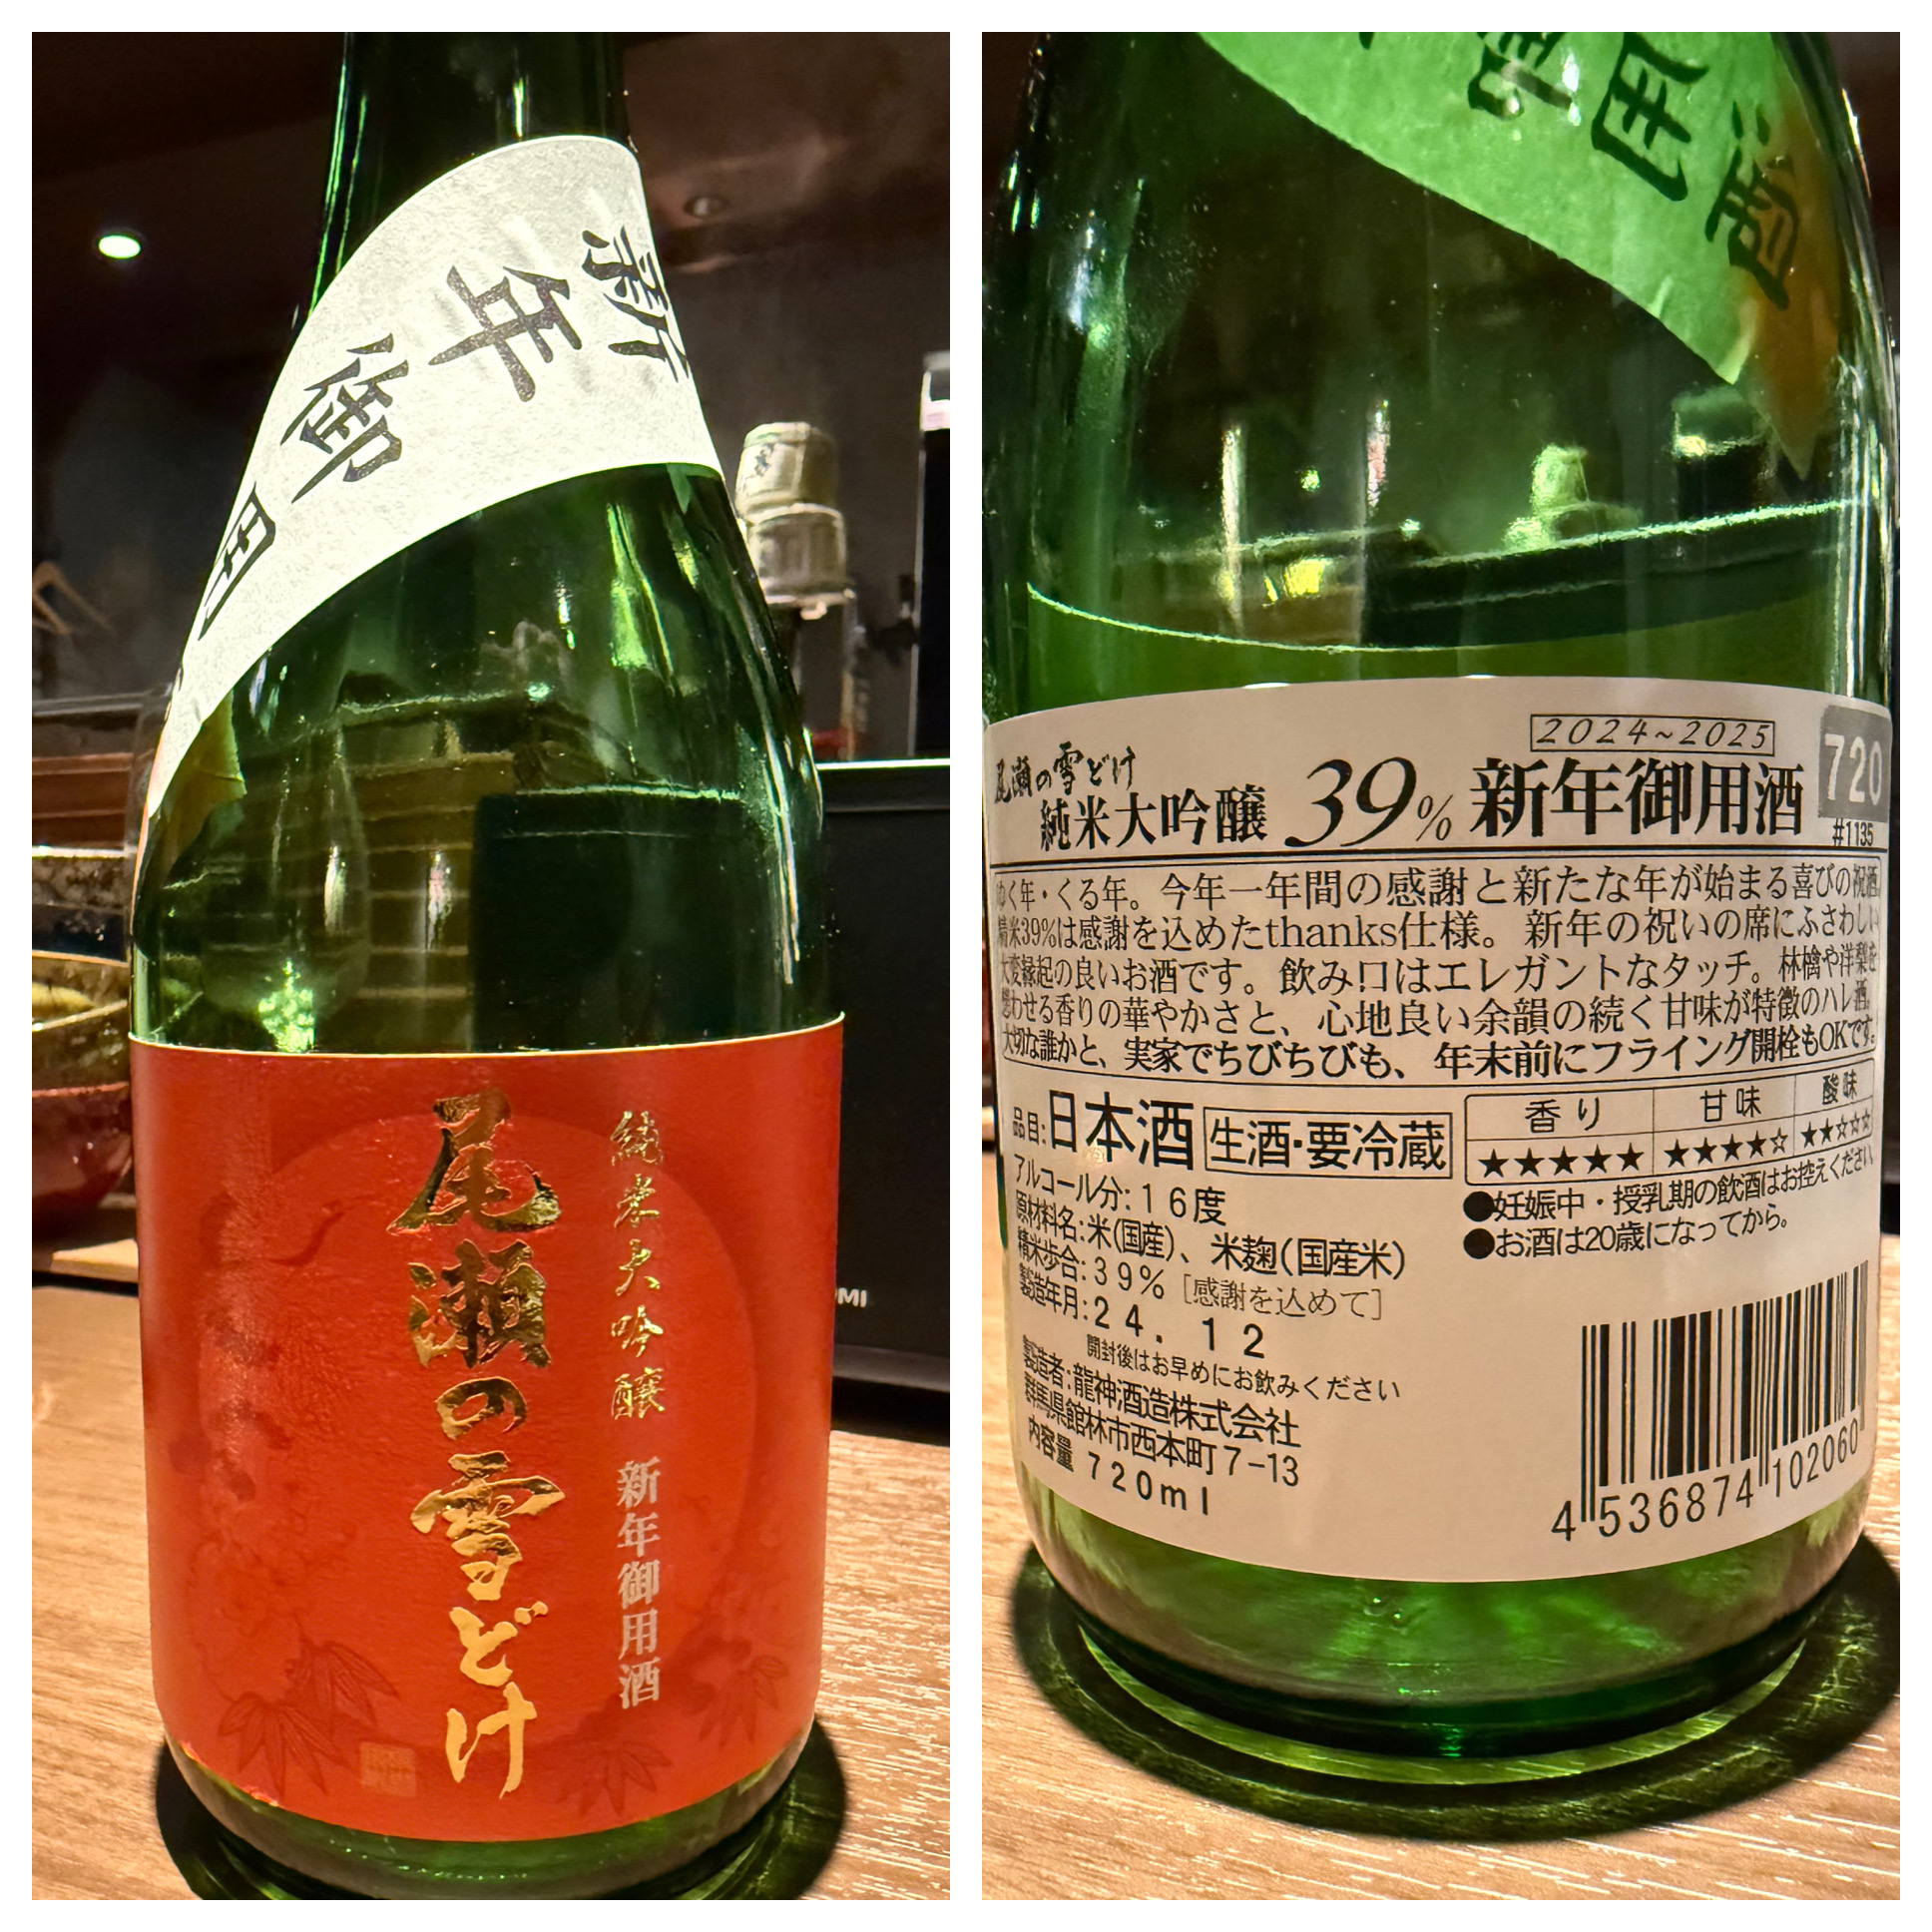 新年御用
尾瀬の雪どけ
純米大吟醸 新年御用酒
用酒
2024~2025
尾瀬の雪どけ
純米大吟醸 39% 新年御用酒
720
#1135
ゆく年・くる年。今年一年間の感謝と新たな年が始まる喜びの祝酒。
精米39%は感謝を込めたthanks仕様。新年の祝いの席にふさわしい
大変縁起の良いお酒です。飲み口はエレガントなタッチ。林檎や洋梨を
想わせる香りの華やかさと、心地良い余韻の続く甘味が特徴のハレ酒。
大切な誰かと、実家でちびちびも、年末前にフライング開栓もOKです。
品目:日本酒 生酒・要冷蔵
香り 甘味 酸味
★★★★★ ★★★★☆ ★★☆☆☆
アルコール分:16度
原材料名:米(国産)、米麹(国産米)
精米歩合:39% [感謝を込めて]
製造年月:24.12
開封後はお早めにお飲みください
製造者:龍神酒造株式会社
群馬県館林市西本町7-13
内容量 720ml
●妊娠中・授乳期の飲酒はお控えください。
●お酒は20歳になってから。
4 536874 102060